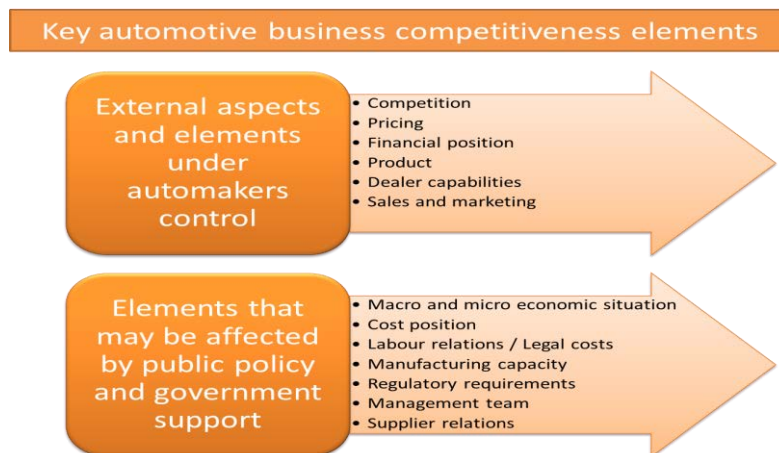 Key automotive business competitiveness elements
External aspects
and elements
under
automakers
control
• Competition
• Pricing
• Financial position
• Product
• Dealer capabilities
• Sales and marketing
Elements that
may be affected
by public policy
and government
support
• Macro and micro economic situation
• Cost position
• Labour relations / Legal costs
• Manufacturing capacity
• Regulatory requirements
• Management team
• Supplier relations